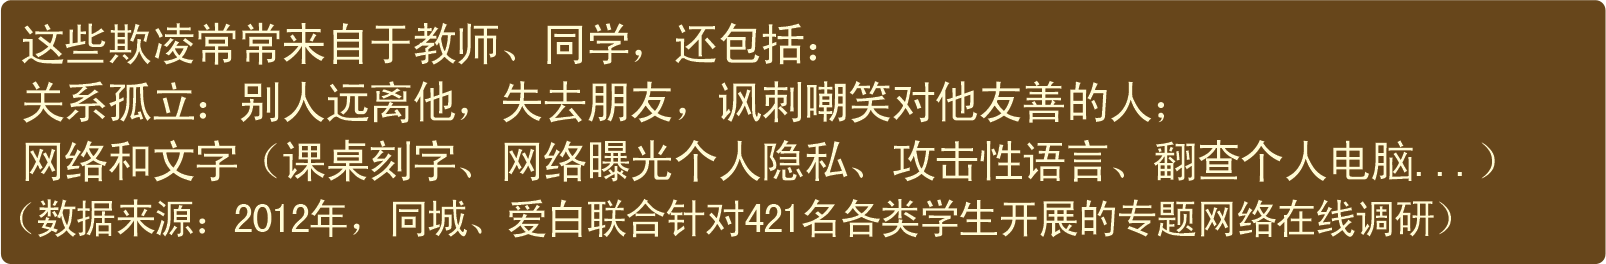 这些欺凌常常来自于教师、同学，还包括：
关系孤立：别人远离他，失去朋友，讽刺嘲笑对他友善的人；
网络和文字（课桌刻字、网络曝光个人隐私、攻击性语言、翻查个人电脑...）
（数据来源：2012年，同城、爱白联合针对421名各类学生开展的专题网络在线调研）